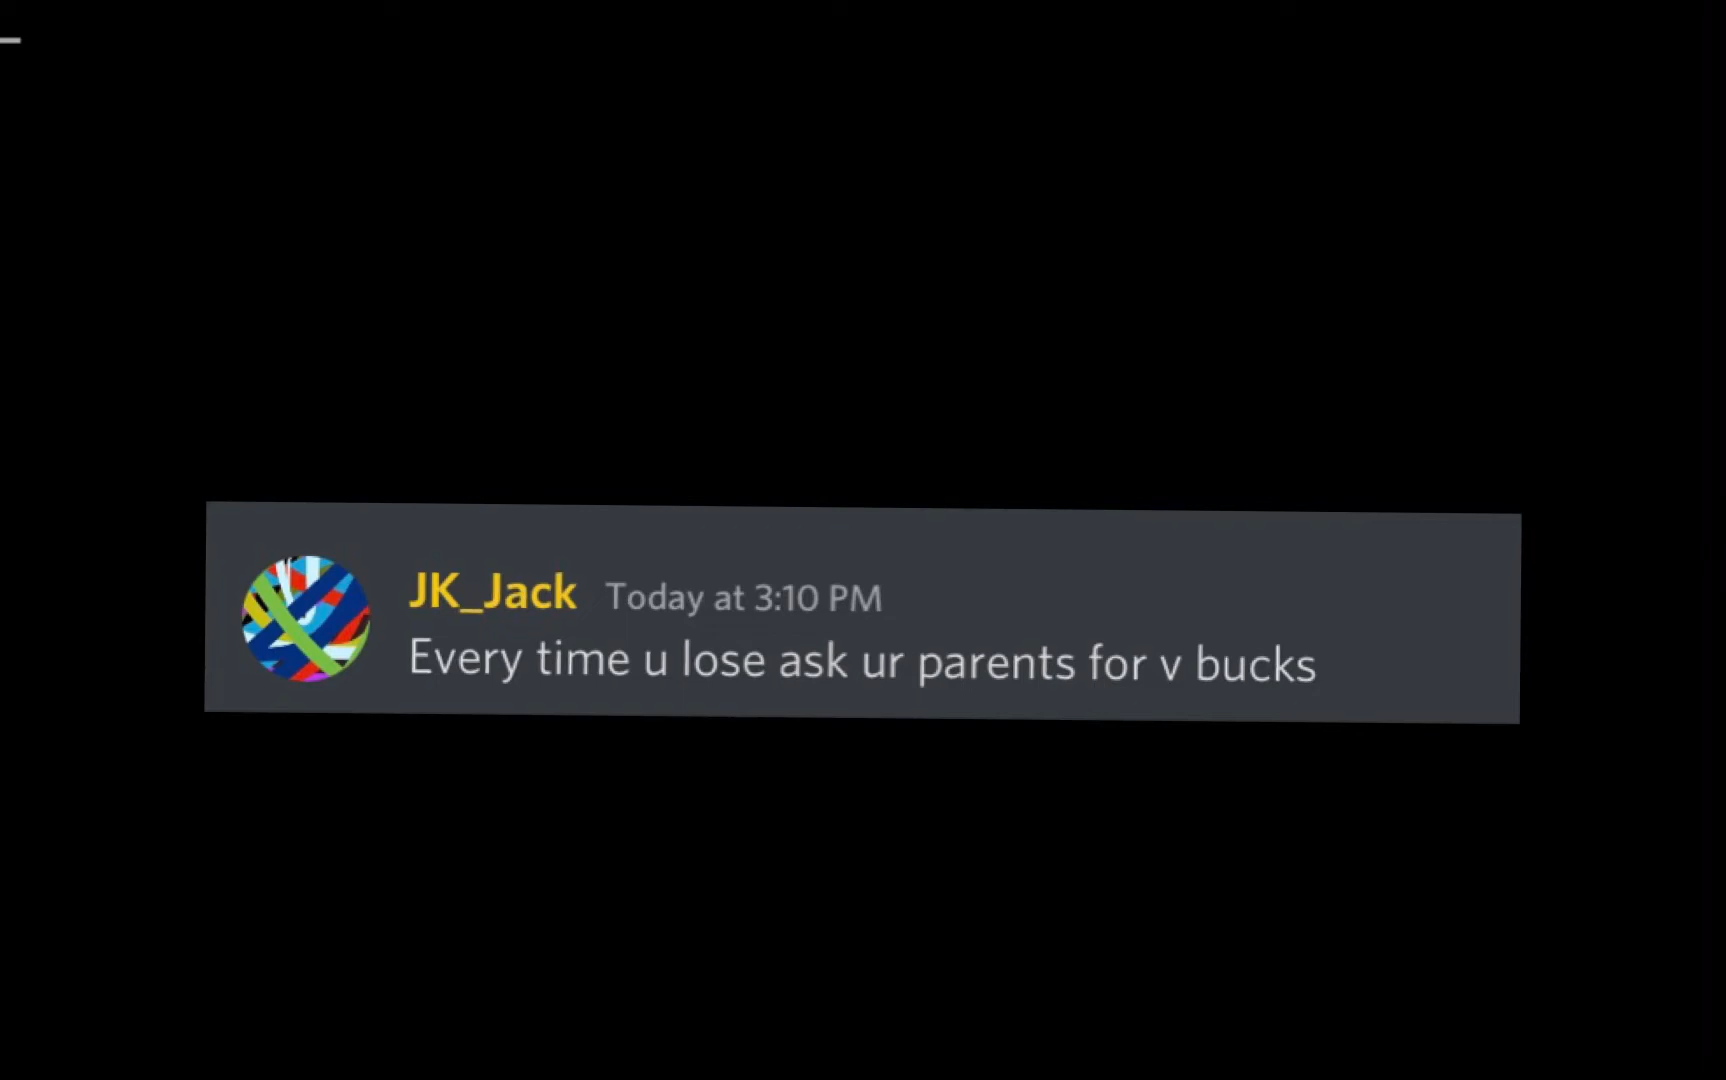 JK_Jack Today at 3:10 PM
Every time u lose ask ur parents for v bucks